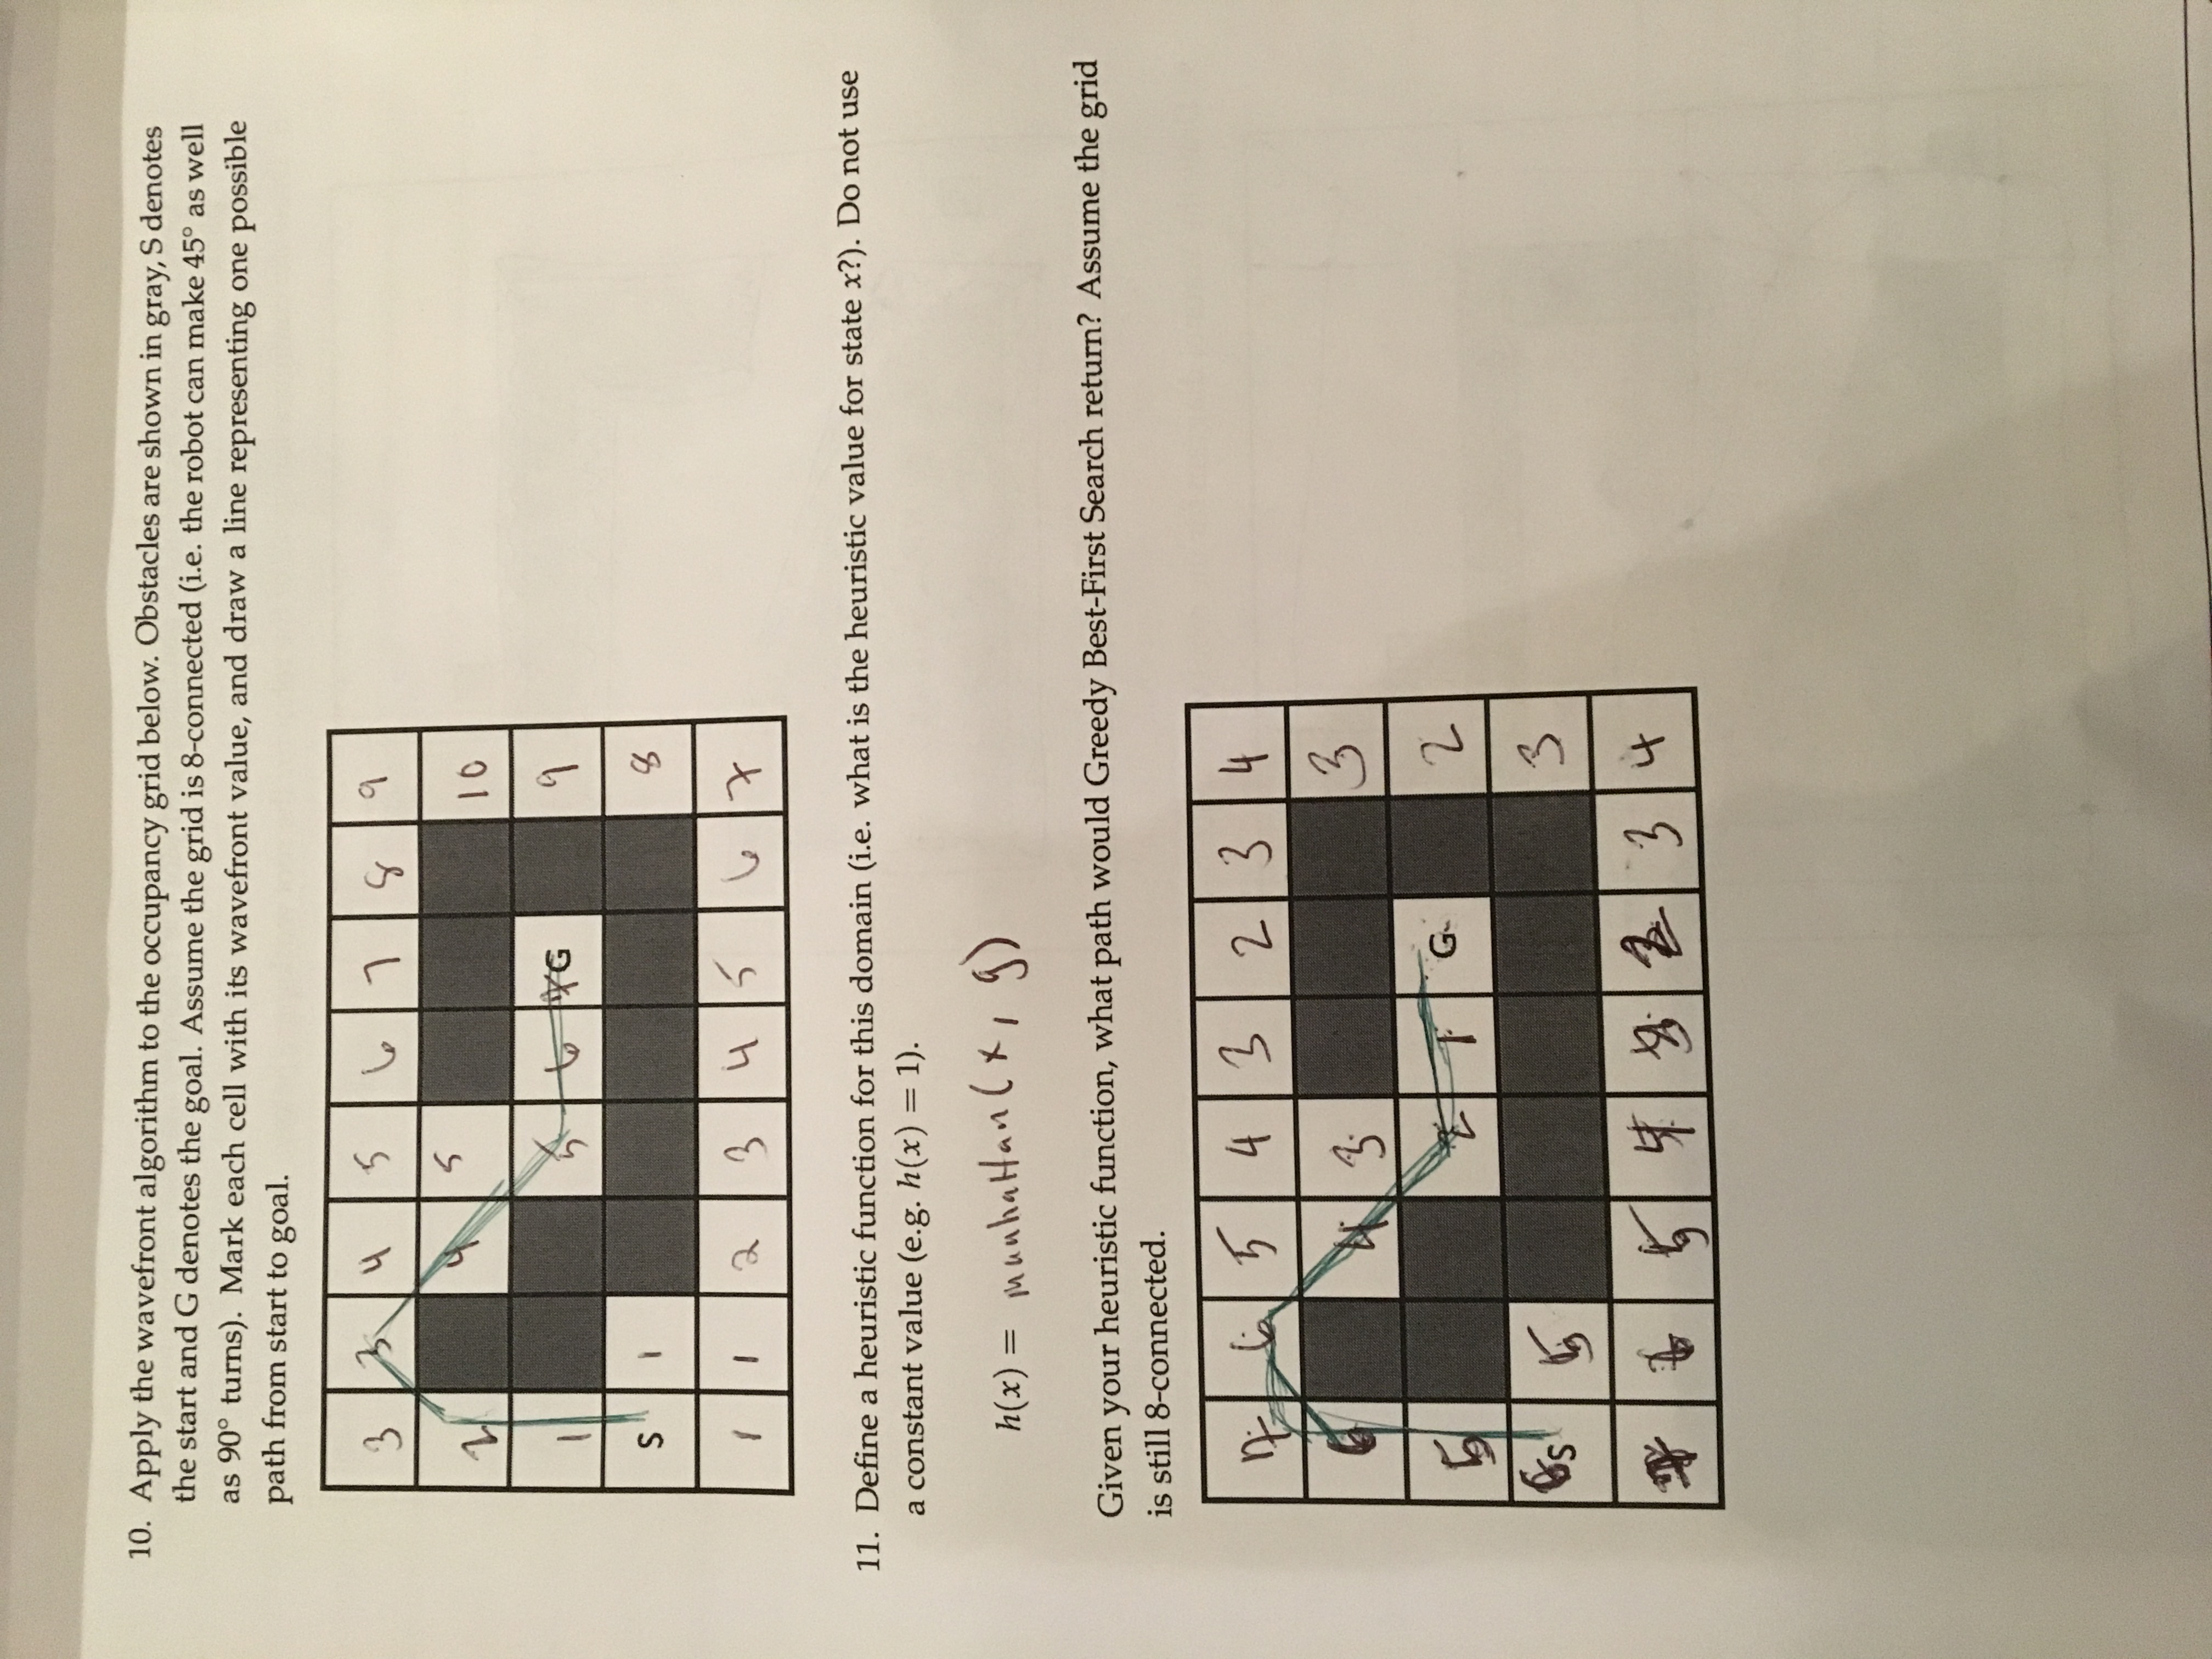 10. Apply the wavefront algorithm to the occupancy grid below. Obstacles are shown in gray, S denotes
the start and G denotes the goal. Assume the grid is 8-connected (i.e. the robot can make 45° as well
as 90° turns). Mark each cell with its wavefront value, and draw a line representing one possible
path from start to goal.
3 3 4 5 6 7 8 9
2 4 5 10
1 5 6 7G 9
S 1 8
1 1 2 3 4 5 6 7
11. Define a heuristic function for this domain (i.e. what is the heuristic value for state x?). Do not use
a constant value (e.g. h(x) = 1).
h(x) = manhattan(x, g)
Given your heuristic function, what path would Greedy Best-First Search return? Assume the grid
is still 8-connected.
7 6 5 4 3 2 3 4
6 4 3 3
5 2 1 G 2
6S 5 3
5 4 3 2 3 4